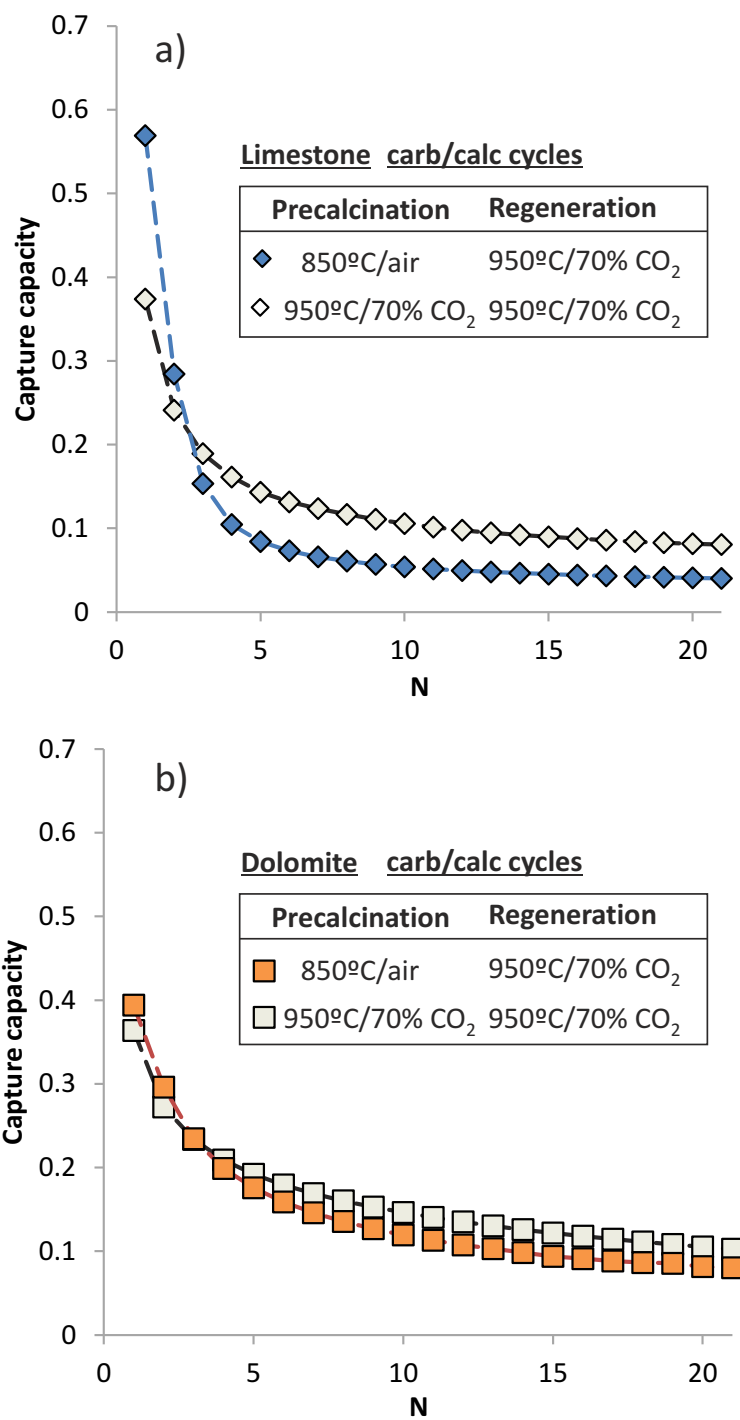 a)
0.7
0.6
0.5
0.4
0.3
0.2
0.1
0
Capture capacity
Limestone carb/calc cycles
Precalcination Regeneration
850ºC/air 950ºC/70% CO₂
950ºC/70% CO₂ 950ºC/70% CO₂
0 5 10 15 20
N
b)
0.7
0.6
0.5
0.4
0.3
0.2
0.1
0
Capture capacity
Dolomite carb/calc cycles
Precalcination Regeneration
850ºC/air 950ºC/70% CO₂
950ºC/70% CO₂ 950ºC/70% CO₂
0 5 10 15 20
N